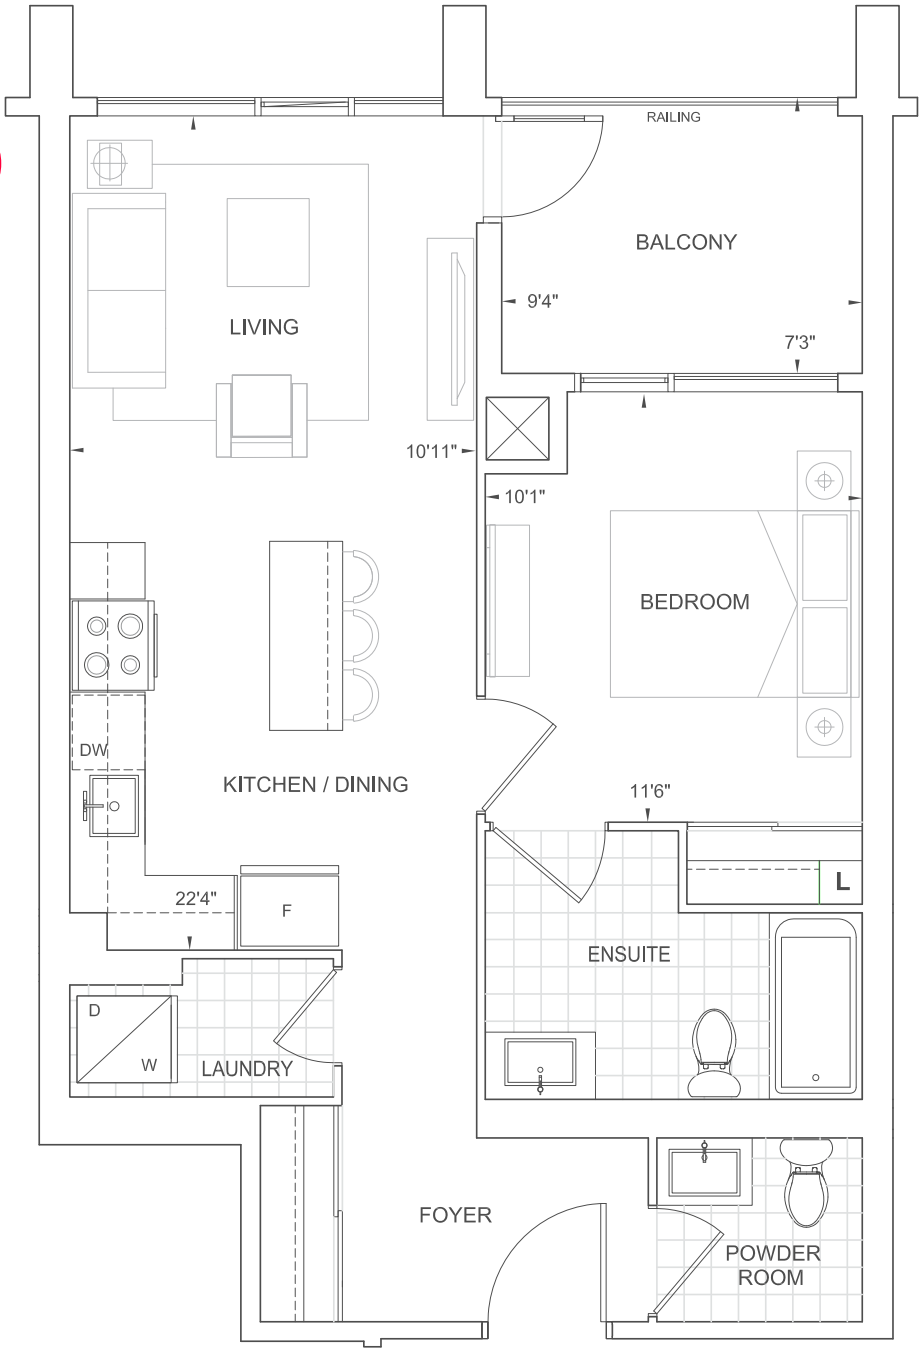 RAILING
BALCONY
9'4"
LIVING
7'3"
10'11"
10'1"
BEDROOM
DW
KITCHEN / DINING
11'6"
L
22'4"
F
ENSUITE
D
W
LAUNDRY
FOYER
POWDER
ROOM